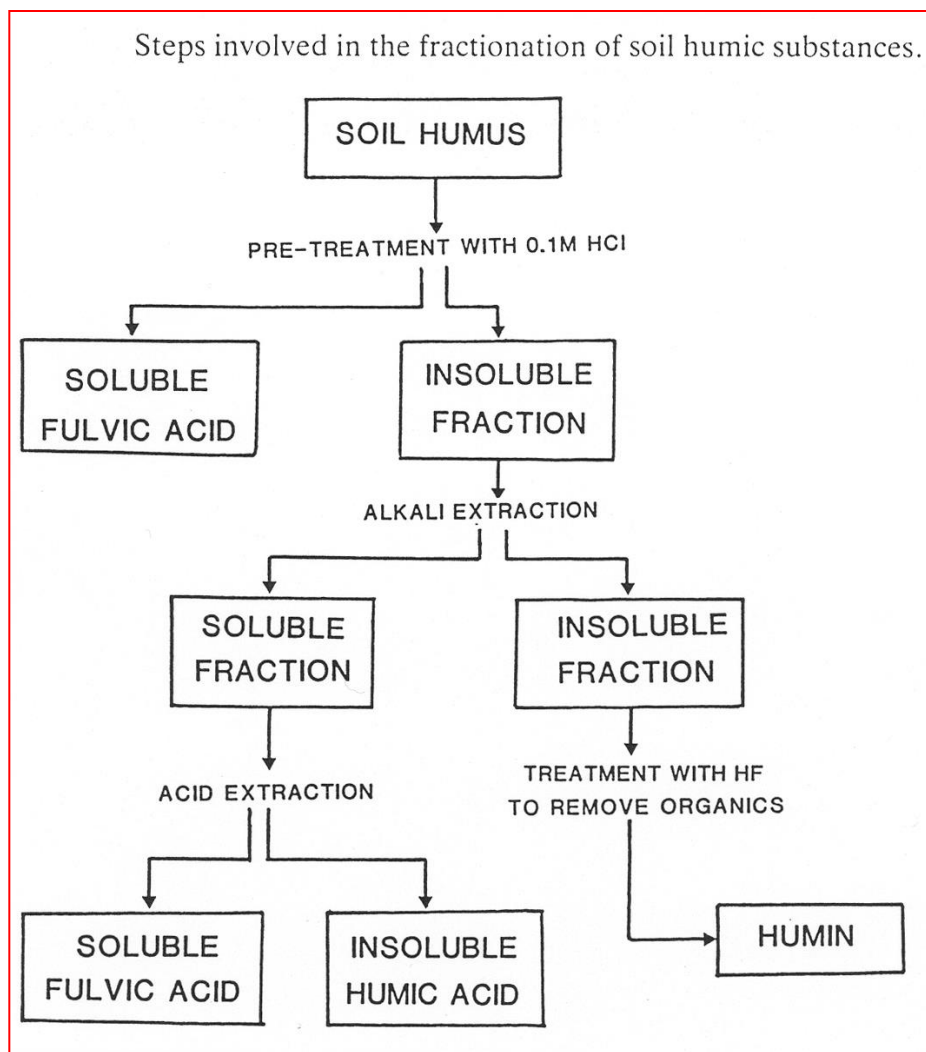 Steps involved in the fractionation of soil humic substances.
SOIL HUMUS
PRE-TREATMENT WITH 0.1M HCl
SOLUBLE
FULVIC ACID
INSOLUBLE
FRACTION
ALKALI EXTRACTION
SOLUBLE
FRACTION
INSOLUBLE
FRACTION
ACID EXTRACTION
TREATMENT WITH HF
TO REMOVE ORGANICS
SOLUBLE
FULVIC ACID
INSOLUBLE
HUMIC ACID
HUMIN